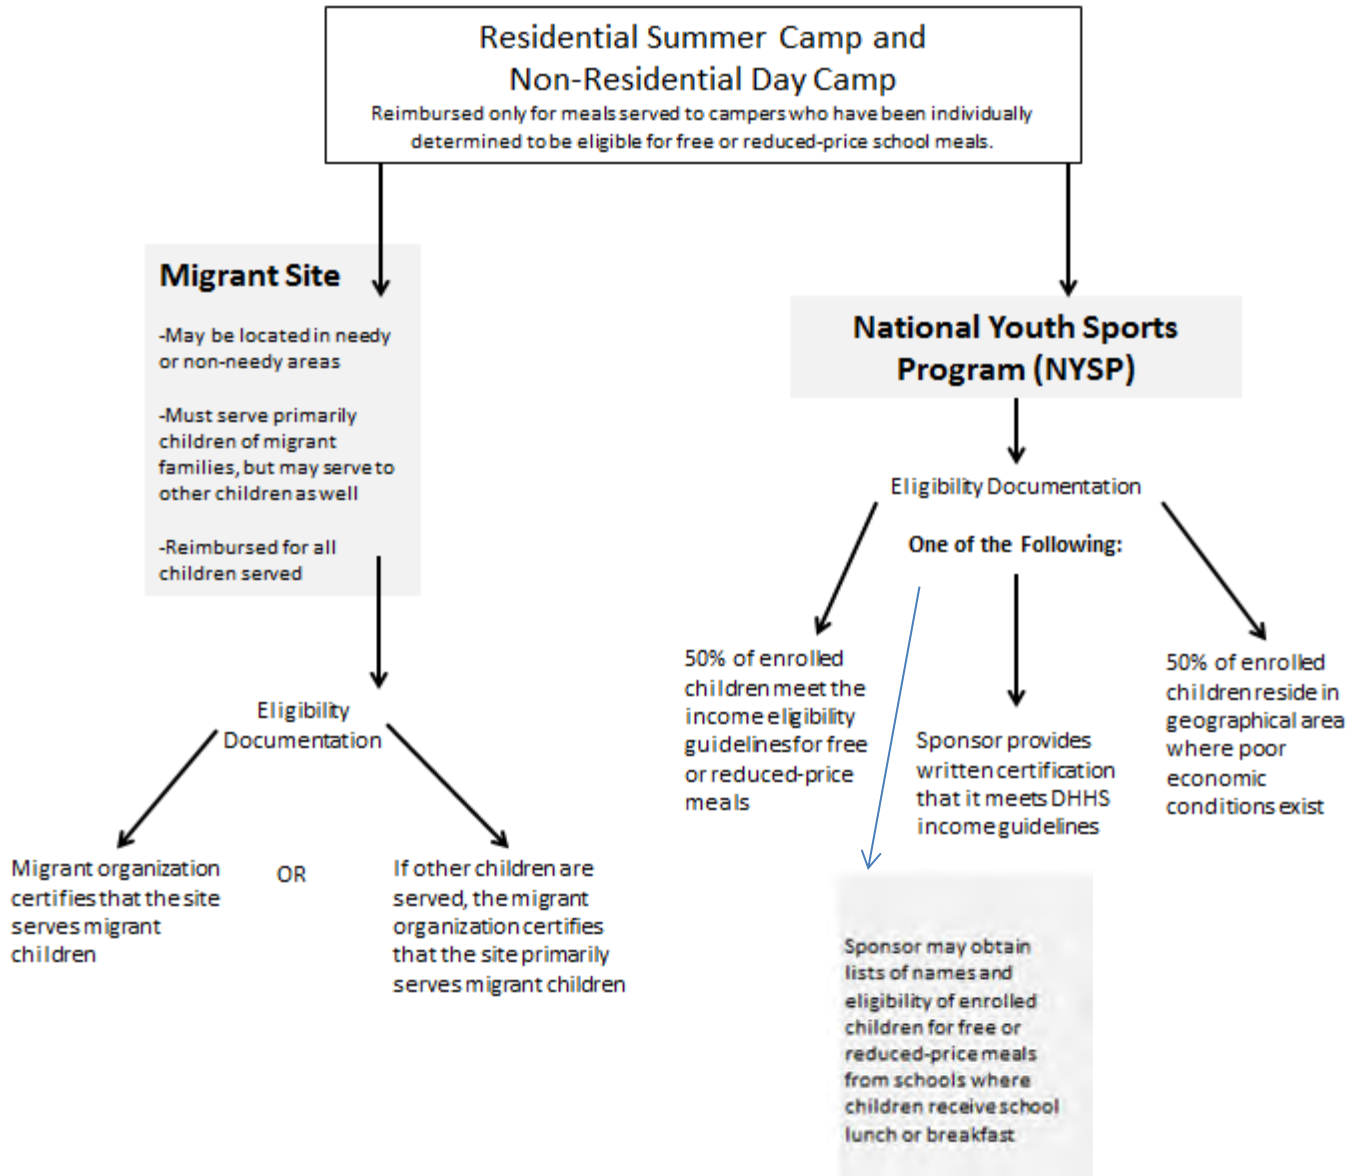 Residential Summer Camp and
Non-Residential Day Camp
Reimbursed only for meals served to campers who have been individually
determined to be eligible for free or reduced-price school meals.
Migrant Site
-May be located in needy
or non-needy areas
-Must serve primarily
children of migrant
families, but may serve to
other children as well
-Reimbursed for all
children served
Eligibility
Documentation
Migrant organization
certifies that the site
serves migrant
children
OR
If other children are
served, the migrant
organization certifies
that the site primarily
serves migrant children
National Youth Sports
Program (NYSP)
Eligibility Documentation
One of the Following:
50% of enrolled
children meet the
income eligibility
guidelines for free
or reduced-price
meals
Sponsor provides
written certification
that it meets DHHS
income guidelines
50% of enrolled
children reside in
geographical area
where poor
economic
conditions exist
Sponsor may obtain
lists of names and
eligibility of enrolled
children for free or
reduced-price meals
from schools where
children receive school
lunch or breakfast